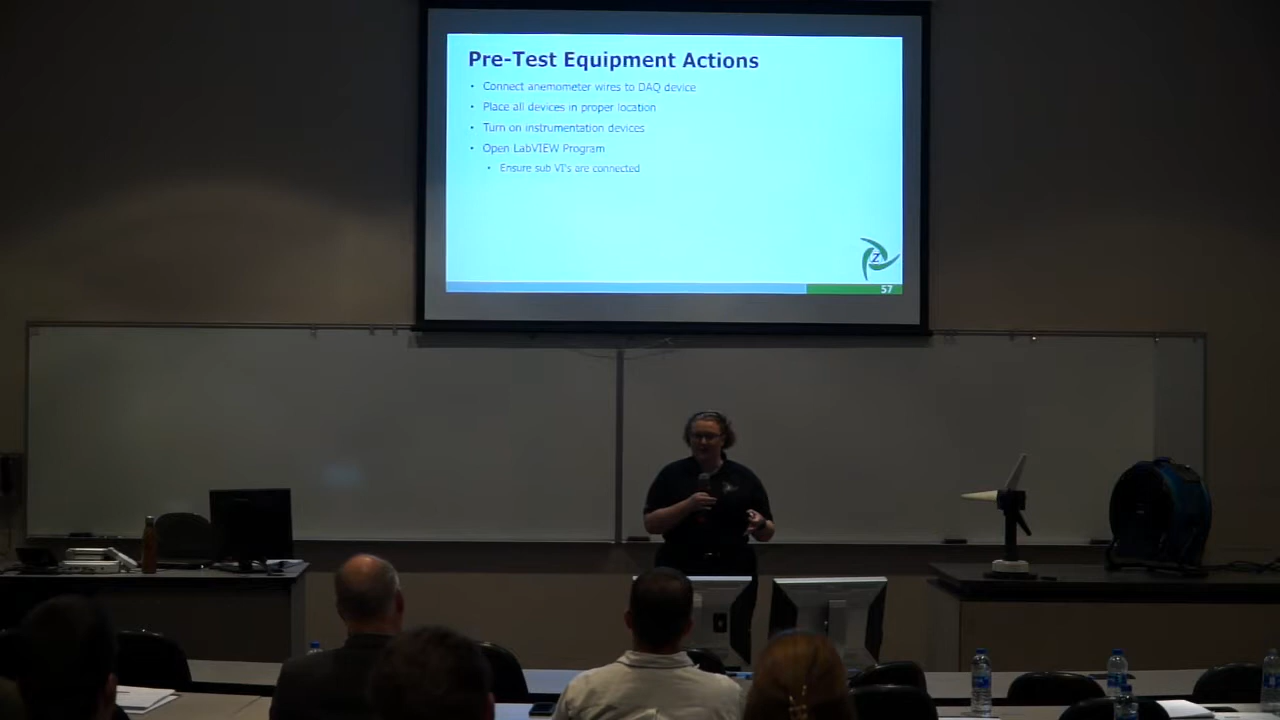 Pre-Test Equipment Actions
• Connect anemometer wires to DAQ device
• Place all devices in proper location
• Turn on instrumentation devices
• Open LabVIEW Program
• Ensure sub VI's are connected
Z
57